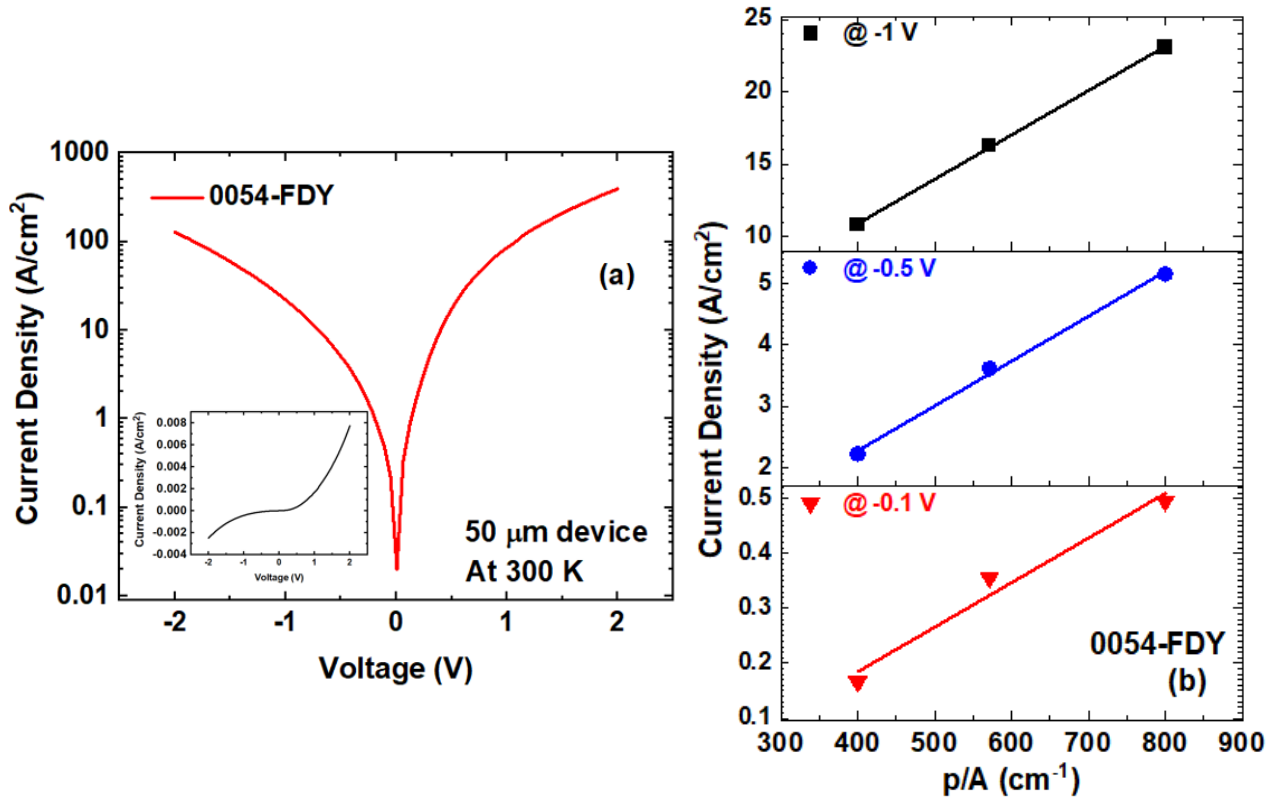 1000
100
10
1
0.1
0.01
Current Density (A/cm²)
0054-FDY
(a)
50 μm device
At 300 K
-2
-1
0
1
2
Voltage (V)
0.008
0.006
0.004
0.002
0.000
-0.002
-0.004
Current Density (A/cm²)
-2
-1
0
1
2
Voltage (V)
25
20
15
10
@ -1 V
5
4
3
2
@ -0.5 V
0.5
0.4
0.3
0.2
0.1
@ -0.1 V
Current Density (A/cm²)
0054-FDY
(b)
300 400 500 600 700 800 900
p/A (cm⁻¹)